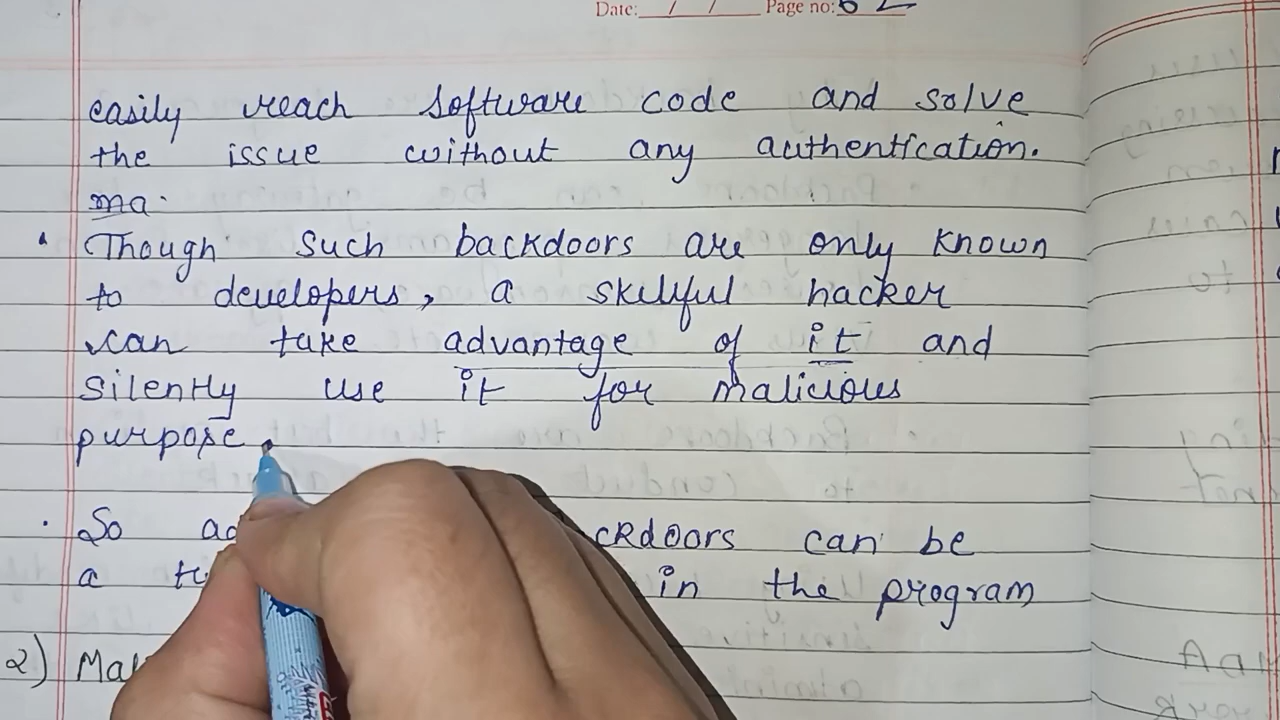 Date: / / Page no: 62
easily reach software code and solve
the issue without any authentication.
ma.
• Though such backdoors are only known
to developers, a skilful hacker
can take advantage of it and
silently use it for malicious
purpose.
• So ckdoors can be
a in the program
2) Mal